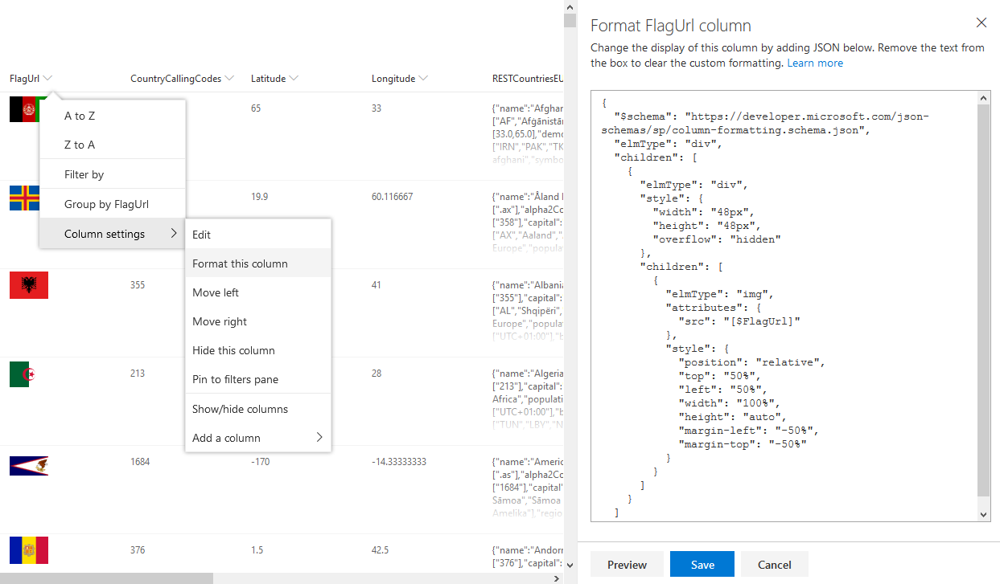 FlagUrl
CountryCallingCodes
Latitude
Longitude
RESTCountriesEU
65
33
{"name":"Afghar
["AF","Afġānistār
[33.0,65.0],"demo
["IRN","PAK","TK
afghani","symbo
19.9
60.116667
{"name":"Åland I
[".ax"],"alpha2Co
["358"],"capital":
["AX","Aaland","
Europe","populat
355
41
{"name":"Albania
["355"],"capital":
["AL","Shqipëri",
Europe","populat
["UTC+01:00"],"b
213
28
{"name":"Algeria
["213"],"capital":
Africa","populatio
["UTC+01:00"],"b
["TUN","LBY","N
1684
-170
-14.33333333
{"name":"Americ
[".as"],"alpha2Co
["1684"],"capital"
Sāmoa","Sāmoa
Amelika"],"regio
376
1.5
42.5
{"name":"Andorr
["376"],"capital":
A to Z
Z to A
Filter by
Group by FlagUrl
Column settings
Edit
Format this column
Move left
Move right
Hide this column
Pin to filters pane
Show/hide columns
Add a column
Format FlagUrl column
Change the display of this column by adding JSON below. Remove the text from
the box to clear the custom formatting. Learn more
{
"$schema": "https://developer.microsoft.com/json-
schemas/sp/column-formatting.schema.json",
"elmType": "div",
"children": [
{
"elmType": "div",
"style": {
"width": "48px",
"height": "48px",
"overflow": "hidden"
},
"children": [
{
"elmType": "img",
"attributes": {
"src": "[$FlagUrl]"
},
"style": {
"position": "relative",
"top": "50%",
"left": "50%",
"width": "100%",
"height": "auto",
"margin-left": "-50%",
"margin-top": "-50%"
}
}
]
}
]
Preview
Save
Cancel